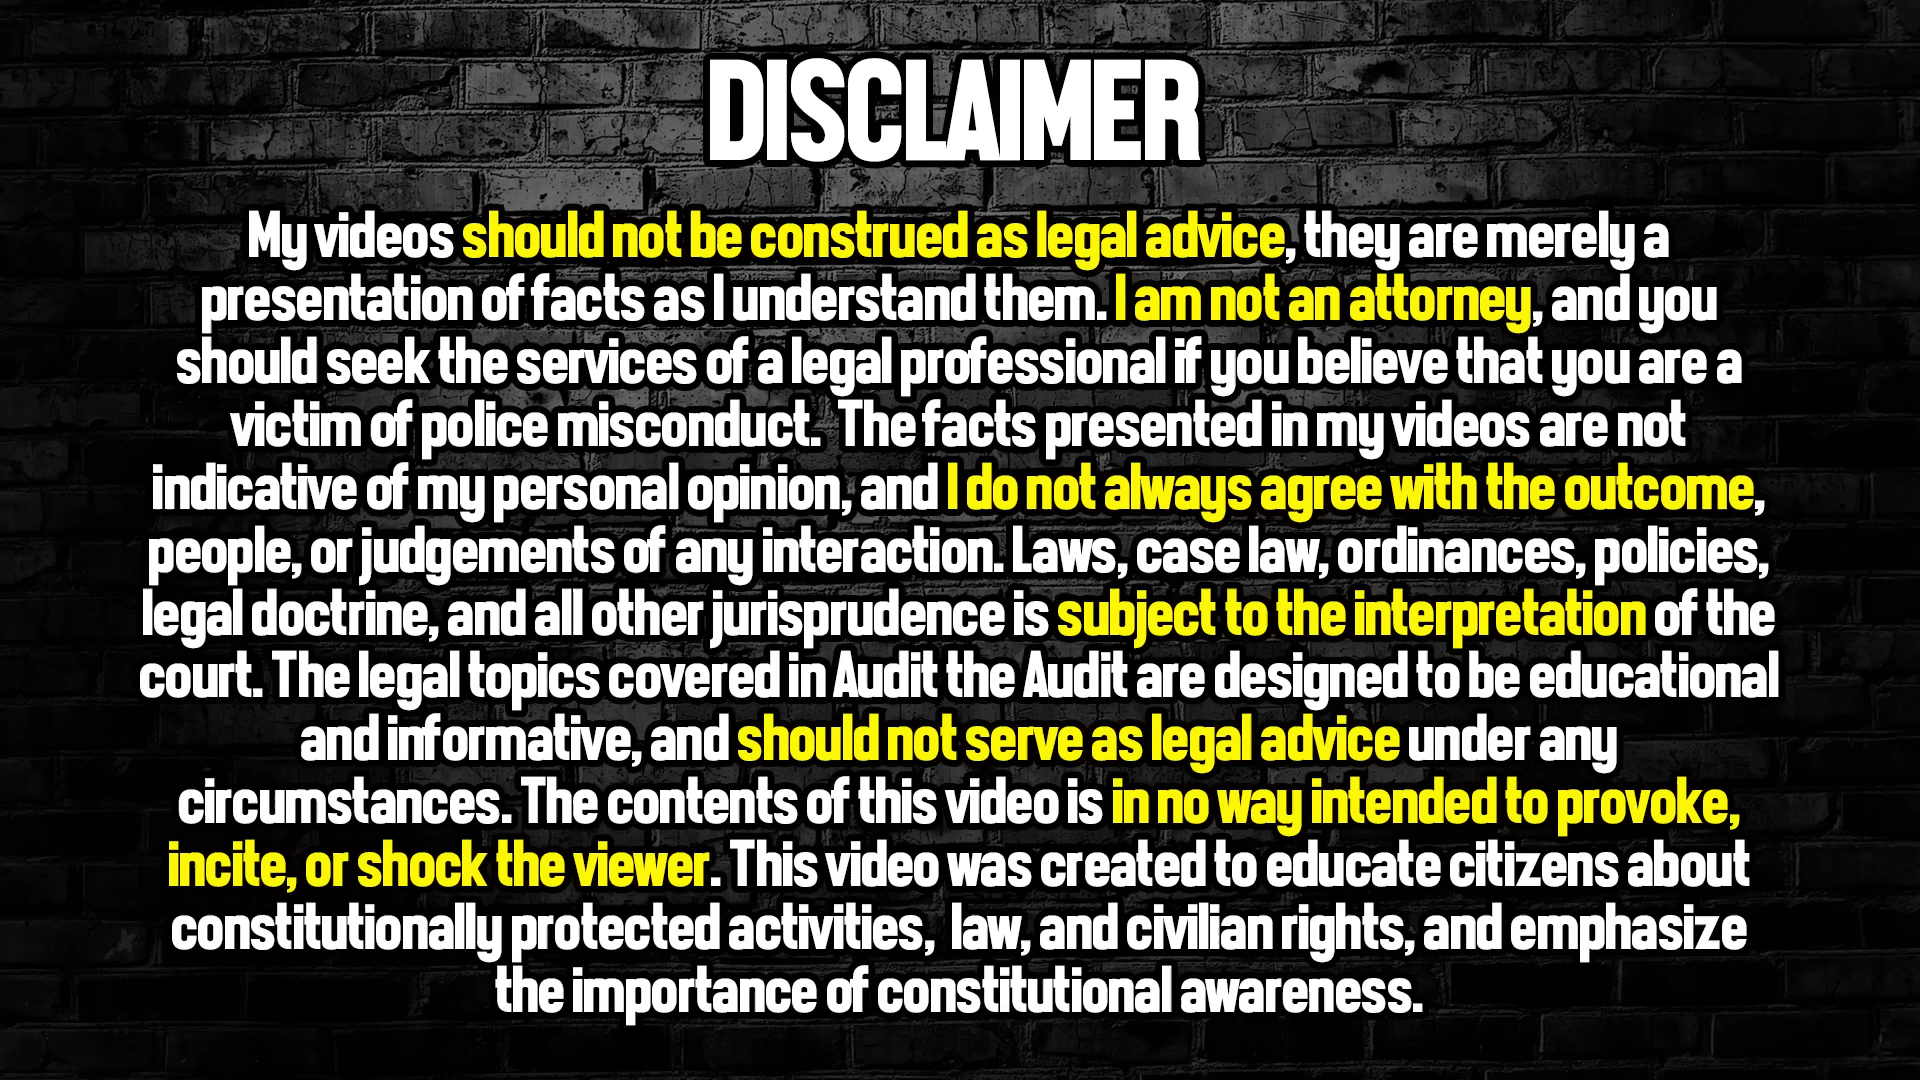 DISCLAIMER
My videos should not be construed as legal advice, they are merely a
presentation of facts as I understand them. I am not an attorney, and you
should seek the services of a legal professional if you believe that you are a
victim of police misconduct.  The facts presented in my videos are not
indicative of my personal opinion, and I do not always agree with the outcome,
people, or judgements of any interaction. Laws, case law, ordinances, policies,
legal doctrine, and all other jurisprudence is subject to the interpretation of the
court. The legal topics covered in Audit the Audit are designed to be educational
and informative, and should not serve as legal advice under any
circumstances. The contents of this video is in no way intended to provoke,
incite, or shock the viewer. This video was created to educate citizens about
constitutionally protected activities,  law, and civilian rights, and emphasize
the importance of constitutional awareness.